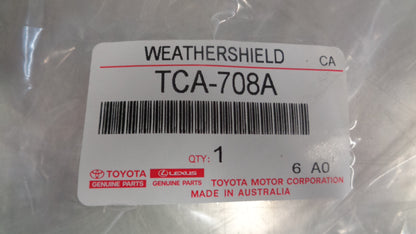 WEATHERSHIELD CA
TCA-708A
QTY: 1
6 A0
TOYOTA LEXUS
GENUINE PARTS GENUINE PARTS TOYOTA MOTOR CORPORATION
MADE IN AUSTRALIA